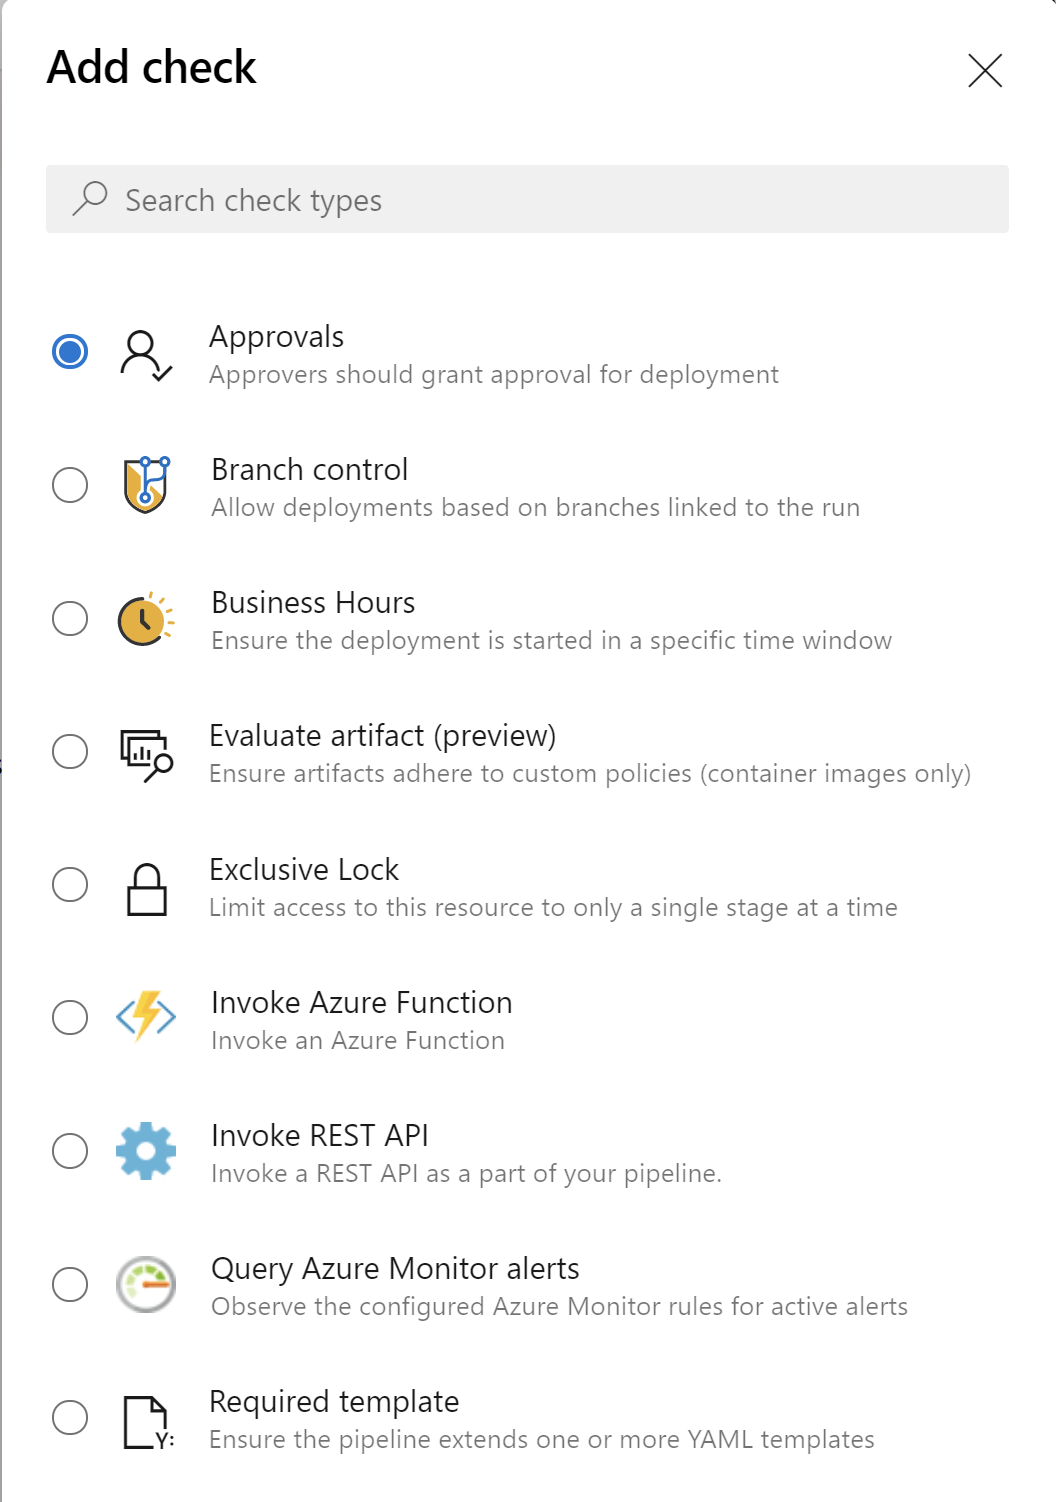 Add check
Search check types
Approvals
Approvers should grant approval for deployment
Branch control
Allow deployments based on branches linked to the run
Business Hours
Ensure the deployment is started in a specific time window
Evaluate artifact (preview)
Ensure artifacts adhere to custom policies (container images only)
Exclusive Lock
Limit access to this resource to only a single stage at a time
Invoke Azure Function
Invoke an Azure Function
Invoke REST API
Invoke a REST API as a part of your pipeline.
Query Azure Monitor alerts
Observe the configured Azure Monitor rules for active alerts
Required template
Y:
Ensure the pipeline extends one or more YAML templates